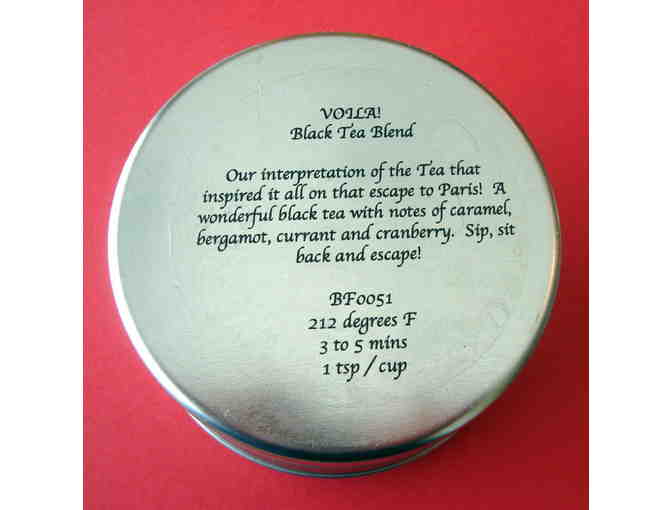 VOILA!
Black Tea Blend
Our interpretation of the Tea that
inspired it all on that escape to Paris!  A
wonderful black tea with notes of caramel,
bergamot, currant and cranberry.  Sip, sit
back and escape!
BF0051
212 degrees F
3 to 5 mins
1 tsp / cup